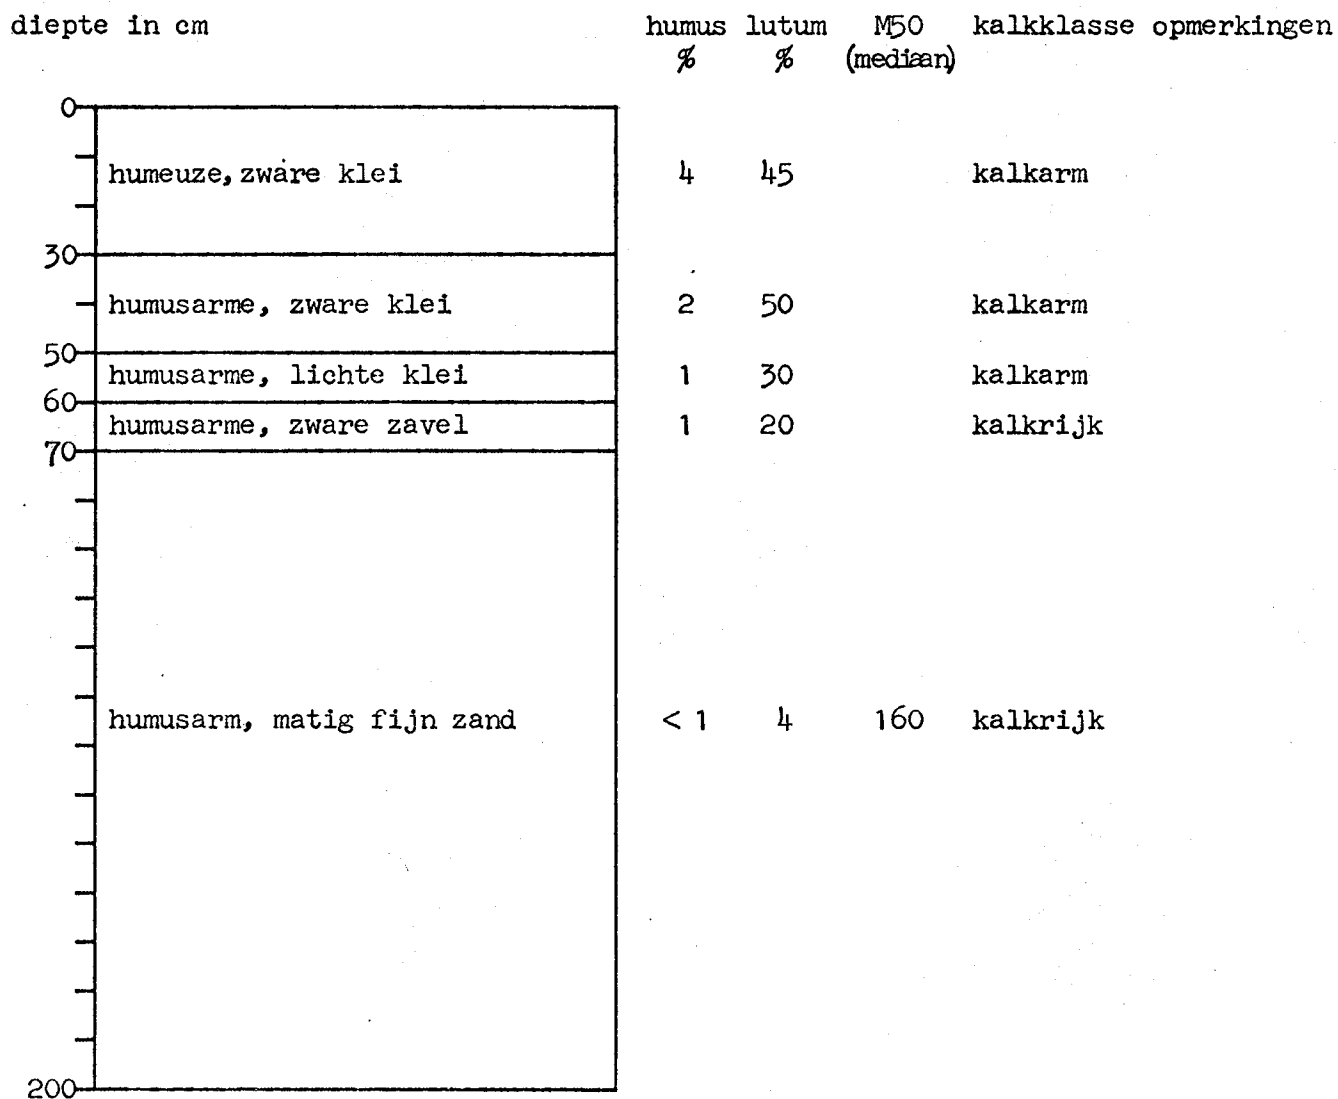 diepte in cm humus lutum M50 kalkklasse opmerkingen
% % (mediaan)
0
humeuze, zware klei 4 45 kalkarm
30
humusarme, zware klei 2 50 kalkarm
50
humusarme, lichte klei 1 30 kalkarm
60
humusarme, zware zavel 1 20 kalkrijk
70
humusarm, matig fijn zand < 1 4 160 kalkrijk
200